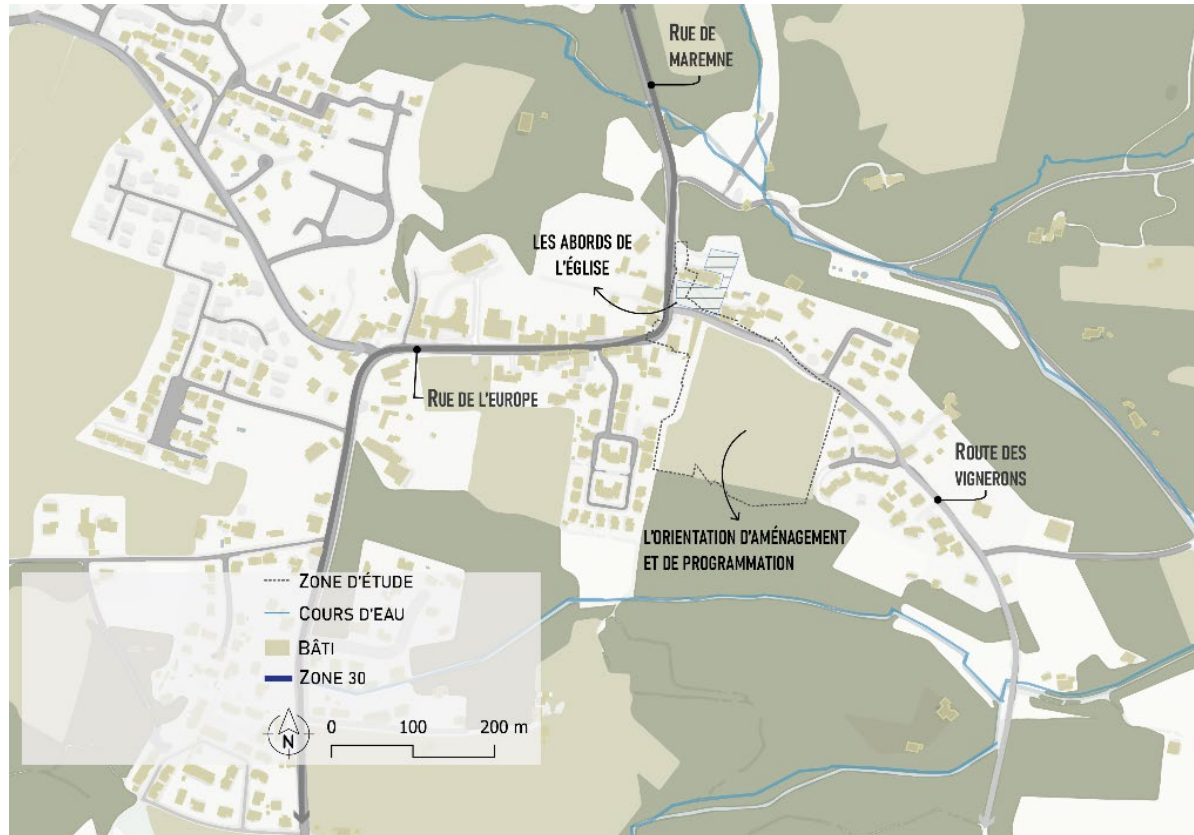 RUE DE
MAREMNE
LES ABORDS DE
L'ÉGLISE
RUE DE L'EUROPE
ROUTE DES
VIGNERONS
L'ORIENTATION D'AMÉNAGEMENT
ET DE PROGRAMMATION
ZONE D'ÉTUDE
COURS D'EAU
BÂTI
ZONE 30
N
0 100 200 m